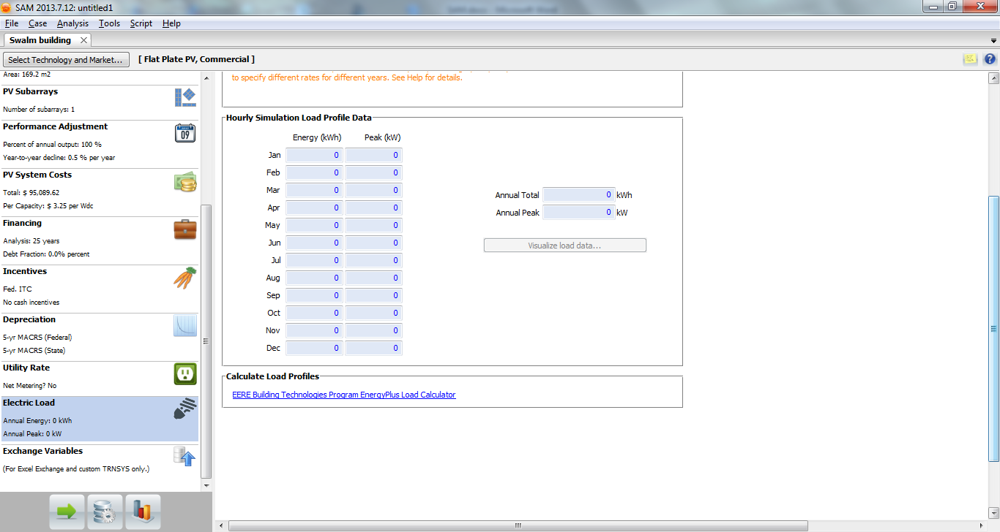 SAM 2013.7.12: untitled1
File Case Analysis Tools Script Help
Swalm building
Select Technology and Market... [ Flat Plate PV, Commercial ]
Area: 169.2 m2
PV Subarrays
Number of subarrays: 1
Performance Adjustment
09
Percent of annual output: 100 %
Year-to-year decline: 0.5 % per year
PV System Costs
Total: $ 95,089.62
Per Capacity: $ 3.25 per Wdc
Financing
Analysis: 25 years
Debt Fraction: 0.0% percent
Incentives
Fed. ITC
No cash incentives
Depreciation
5-yr MACRS (Federal)
5-yr MACRS (State)
Utility Rate
Net Metering? No
Electric Load
Annual Energy: 0 kWh
Annual Peak: 0 kW
Exchange Variables
(For Excel Exchange and custom TRNSYS only.)
to specify different rates for different years. See Help for details.
Hourly Simulation Load Profile Data
Energy (kWh) Peak (kW)
Jan 0 0
Feb 0 0
Mar 0 0
Apr 0 0
May 0 0
Jun 0 0
Jul 0 0
Aug 0 0
Sep 0 0
Oct 0 0
Nov 0 0
Dec 0 0
Annual Total 0 kWh
Annual Peak 0 kW
Visualize load data...
Calculate Load Profiles
EERE Building Technologies Program EnergyPlus Load Calculator